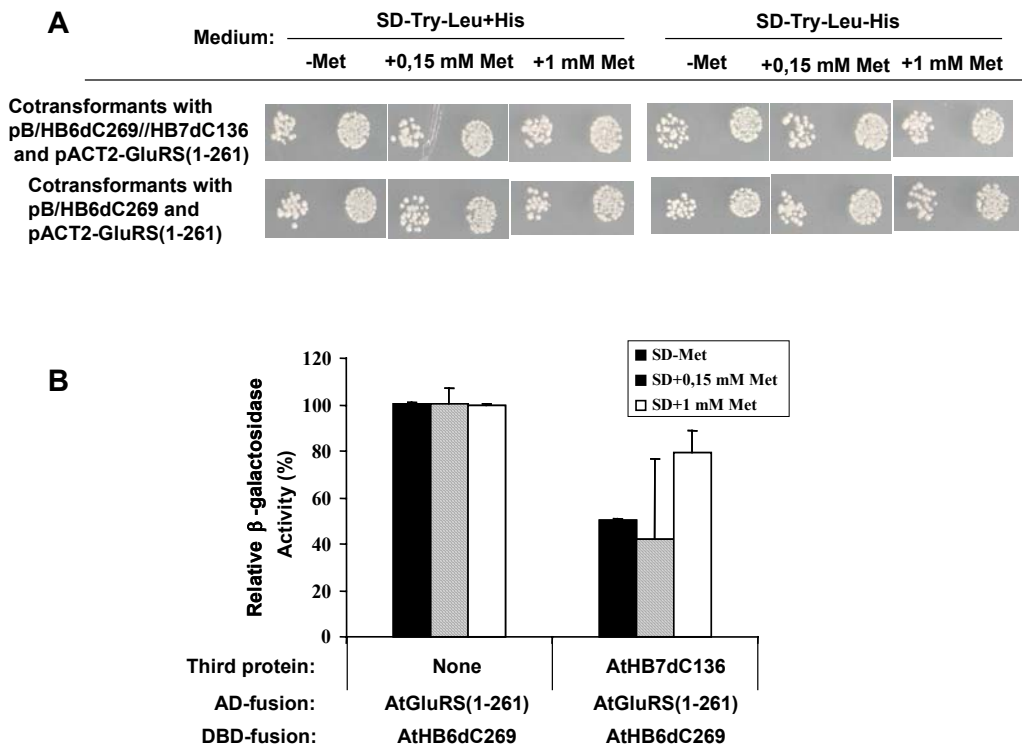 A
SD-Try-Leu+His
SD-Try-Leu-His
Medium:
-Met
+0,15 mM Met
+1 mM Met
-Met
+0,15 mM Met
+1 mM Met
Cotransformants with
pB/HB6dC269//HB7dC136
and pACT2-GluRS(1-261)
Cotransformants with
pB/HB6dC269 and
pACT2-GluRS(1-261)
B
Relative β -galactosidase
Activity (%)
120
100
80
60
40
20
0
SD-Met
SD+0,15 mM Met
SD+1 mM Met
Third protein:
None
AtHB7dC136
AD-fusion:
AtGluRS(1-261)
AtGluRS(1-261)
DBD-fusion:
AtHB6dC269
AtHB6dC269